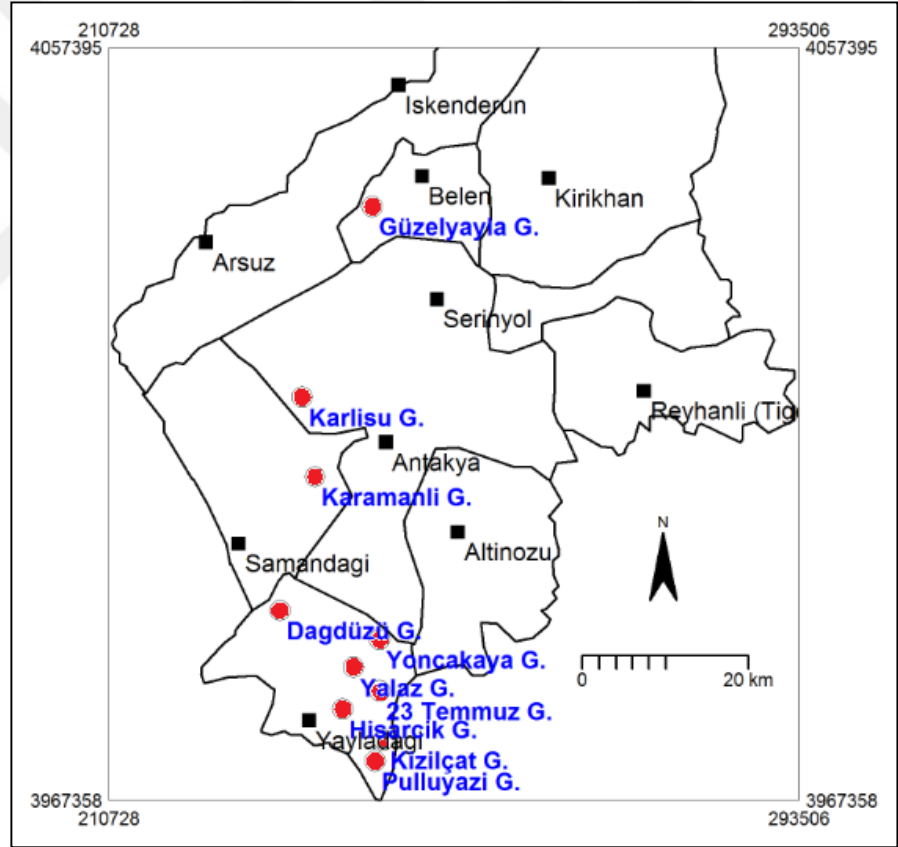 210728 293506
4057395 4057395
Iskenderun
Belen
Kirikhan
Güzelyayla G.
Arsuz
Serinyol
Reyhanli (Tig
Karlisu G.
Antakya
Karamanli G.
N
Altinozu
Samandagi
Dagdüzü G.
Yoncakaya G.
0 20 km
Yalaz G.
23 Temmuz G.
Hisarcik G.
Yayladagi
Kizilçat G.
Pulluyazi G.
3967358 3967358
210728 293506